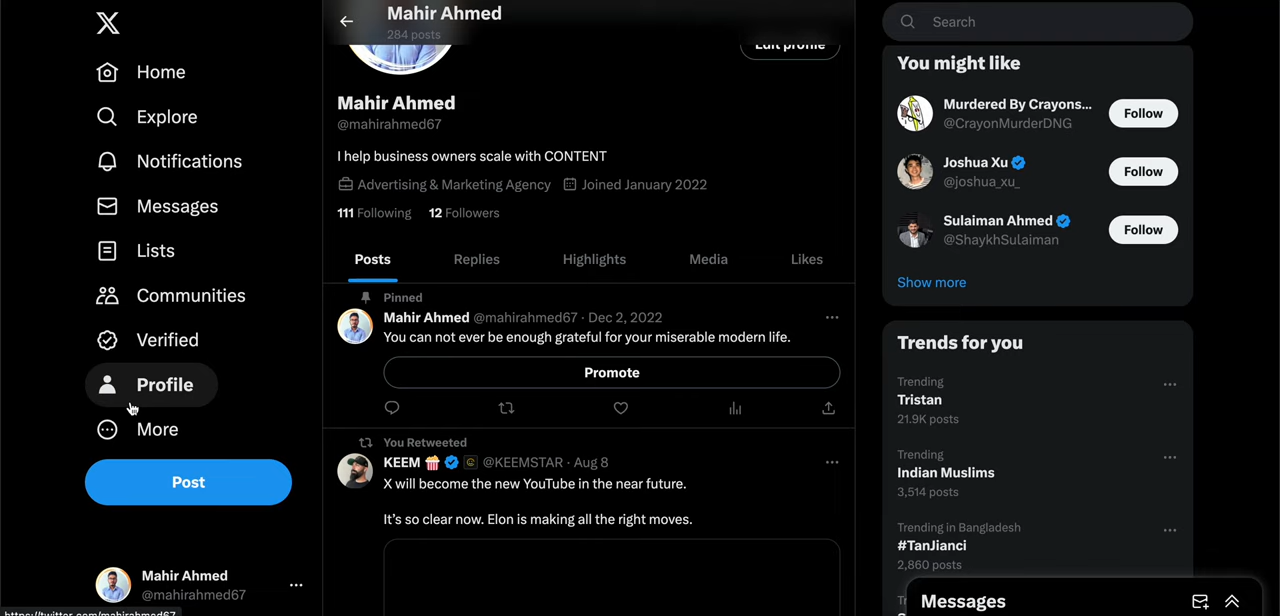 Home
Explore
Notifications
Messages
Lists
Communities
Verified
Profile
More
Post
Mahir Ahmed
@mahirahmed67
https://twitter.com/mahirahmed67
Mahir Ahmed
284 posts
Edit profile
Mahir Ahmed
@mahirahmed67
I help business owners scale with CONTENT
Advertising & Marketing Agency Joined January 2022
111 Following 12 Followers
Posts Replies Highlights Media Likes
Pinned
Mahir Ahmed @mahirahmed67 · Dec 2, 2022
You can not ever be enough grateful for your miserable modern life.
Promote
You Retweeted
KEEM @KEEMSTAR · Aug 8
X will become the new YouTube in the near future.
It's so clear now. Elon is making all the right moves.
Search
You might like
Murdered By Crayons...
@CrayonMurderDNG
Follow
Joshua Xu
@joshua_xu_
Follow
Sulaiman Ahmed
@ShaykhSulaiman
Follow
Show more
Trends for you
Trending
Tristan
21.9K posts
Trending
Indian Muslims
3,514 posts
Trending in Bangladesh
#TanJianci
2,860 posts
Messages